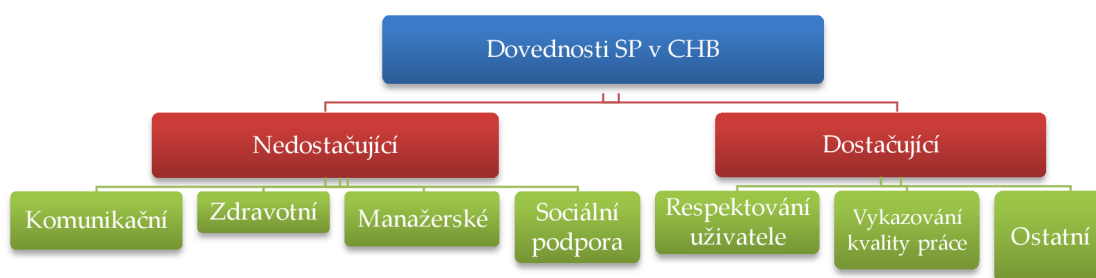 Dovednosti SP v CHB
Nedostačující
Dostačující
Komunikační
Zdravotní
Manažerské
Sociální
podpora
Respektování
uživatele
Vykazování
kvality práce
Ostatní